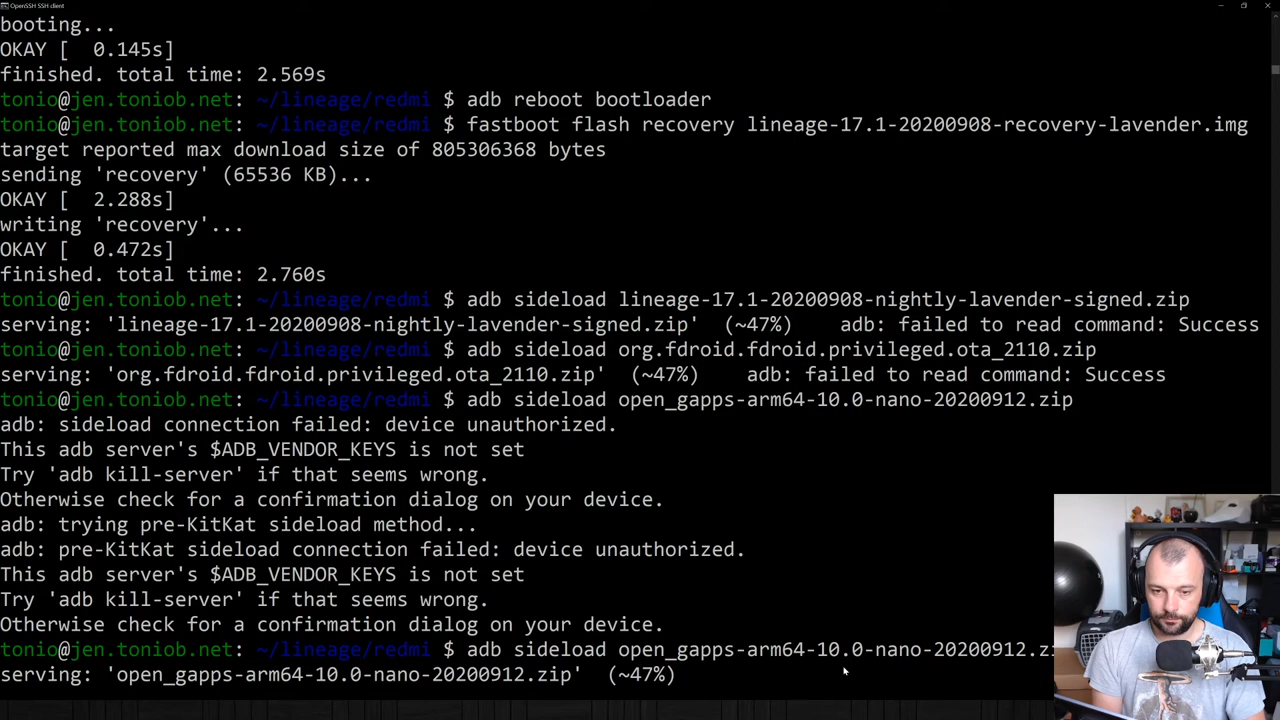 OpenSSH SSH client
booting...
OKAY [  0.145s]
finished. total time: 2.569s
tonio@jen.toniob.net: ~/lineage/redmi $ adb reboot bootloader
tonio@jen.toniob.net: ~/lineage/redmi $ fastboot flash recovery lineage-17.1-20200908-recovery-lavender.img
target reported max download size of 805306368 bytes
sending 'recovery' (65536 KB)...
OKAY [  2.288s]
writing 'recovery'...
OKAY [  0.472s]
finished. total time: 2.760s
tonio@jen.toniob.net: ~/lineage/redmi $ adb sideload lineage-17.1-20200908-nightly-lavender-signed.zip
serving: 'lineage-17.1-20200908-nightly-lavender-signed.zip'  (~47%)    adb: failed to read command: Success
tonio@jen.toniob.net: ~/lineage/redmi $ adb sideload org.fdroid.fdroid.privileged.ota_2110.zip
serving: 'org.fdroid.fdroid.privileged.ota_2110.zip'  (~47%)    adb: failed to read command: Success
tonio@jen.toniob.net: ~/lineage/redmi $ adb sideload open_gapps-arm64-10.0-nano-20200912.zip
adb: sideload connection failed: device unauthorized.
This adb server's $ADB_VENDOR_KEYS is not set
Try 'adb kill-server' if that seems wrong.
Otherwise check for a confirmation dialog on your device.
adb: trying pre-KitKat sideload method...
adb: pre-KitKat sideload connection failed: device unauthorized.
This adb server's $ADB_VENDOR_KEYS is not set
Try 'adb kill-server' if that seems wrong.
Otherwise check for a confirmation dialog on your device.
tonio@jen.toniob.net: ~/lineage/redmi $ adb sideload open_gapps-arm64-10.0-nano-20200912.zi
serving: 'open_gapps-arm64-10.0-nano-20200912.zip'  (~47%)